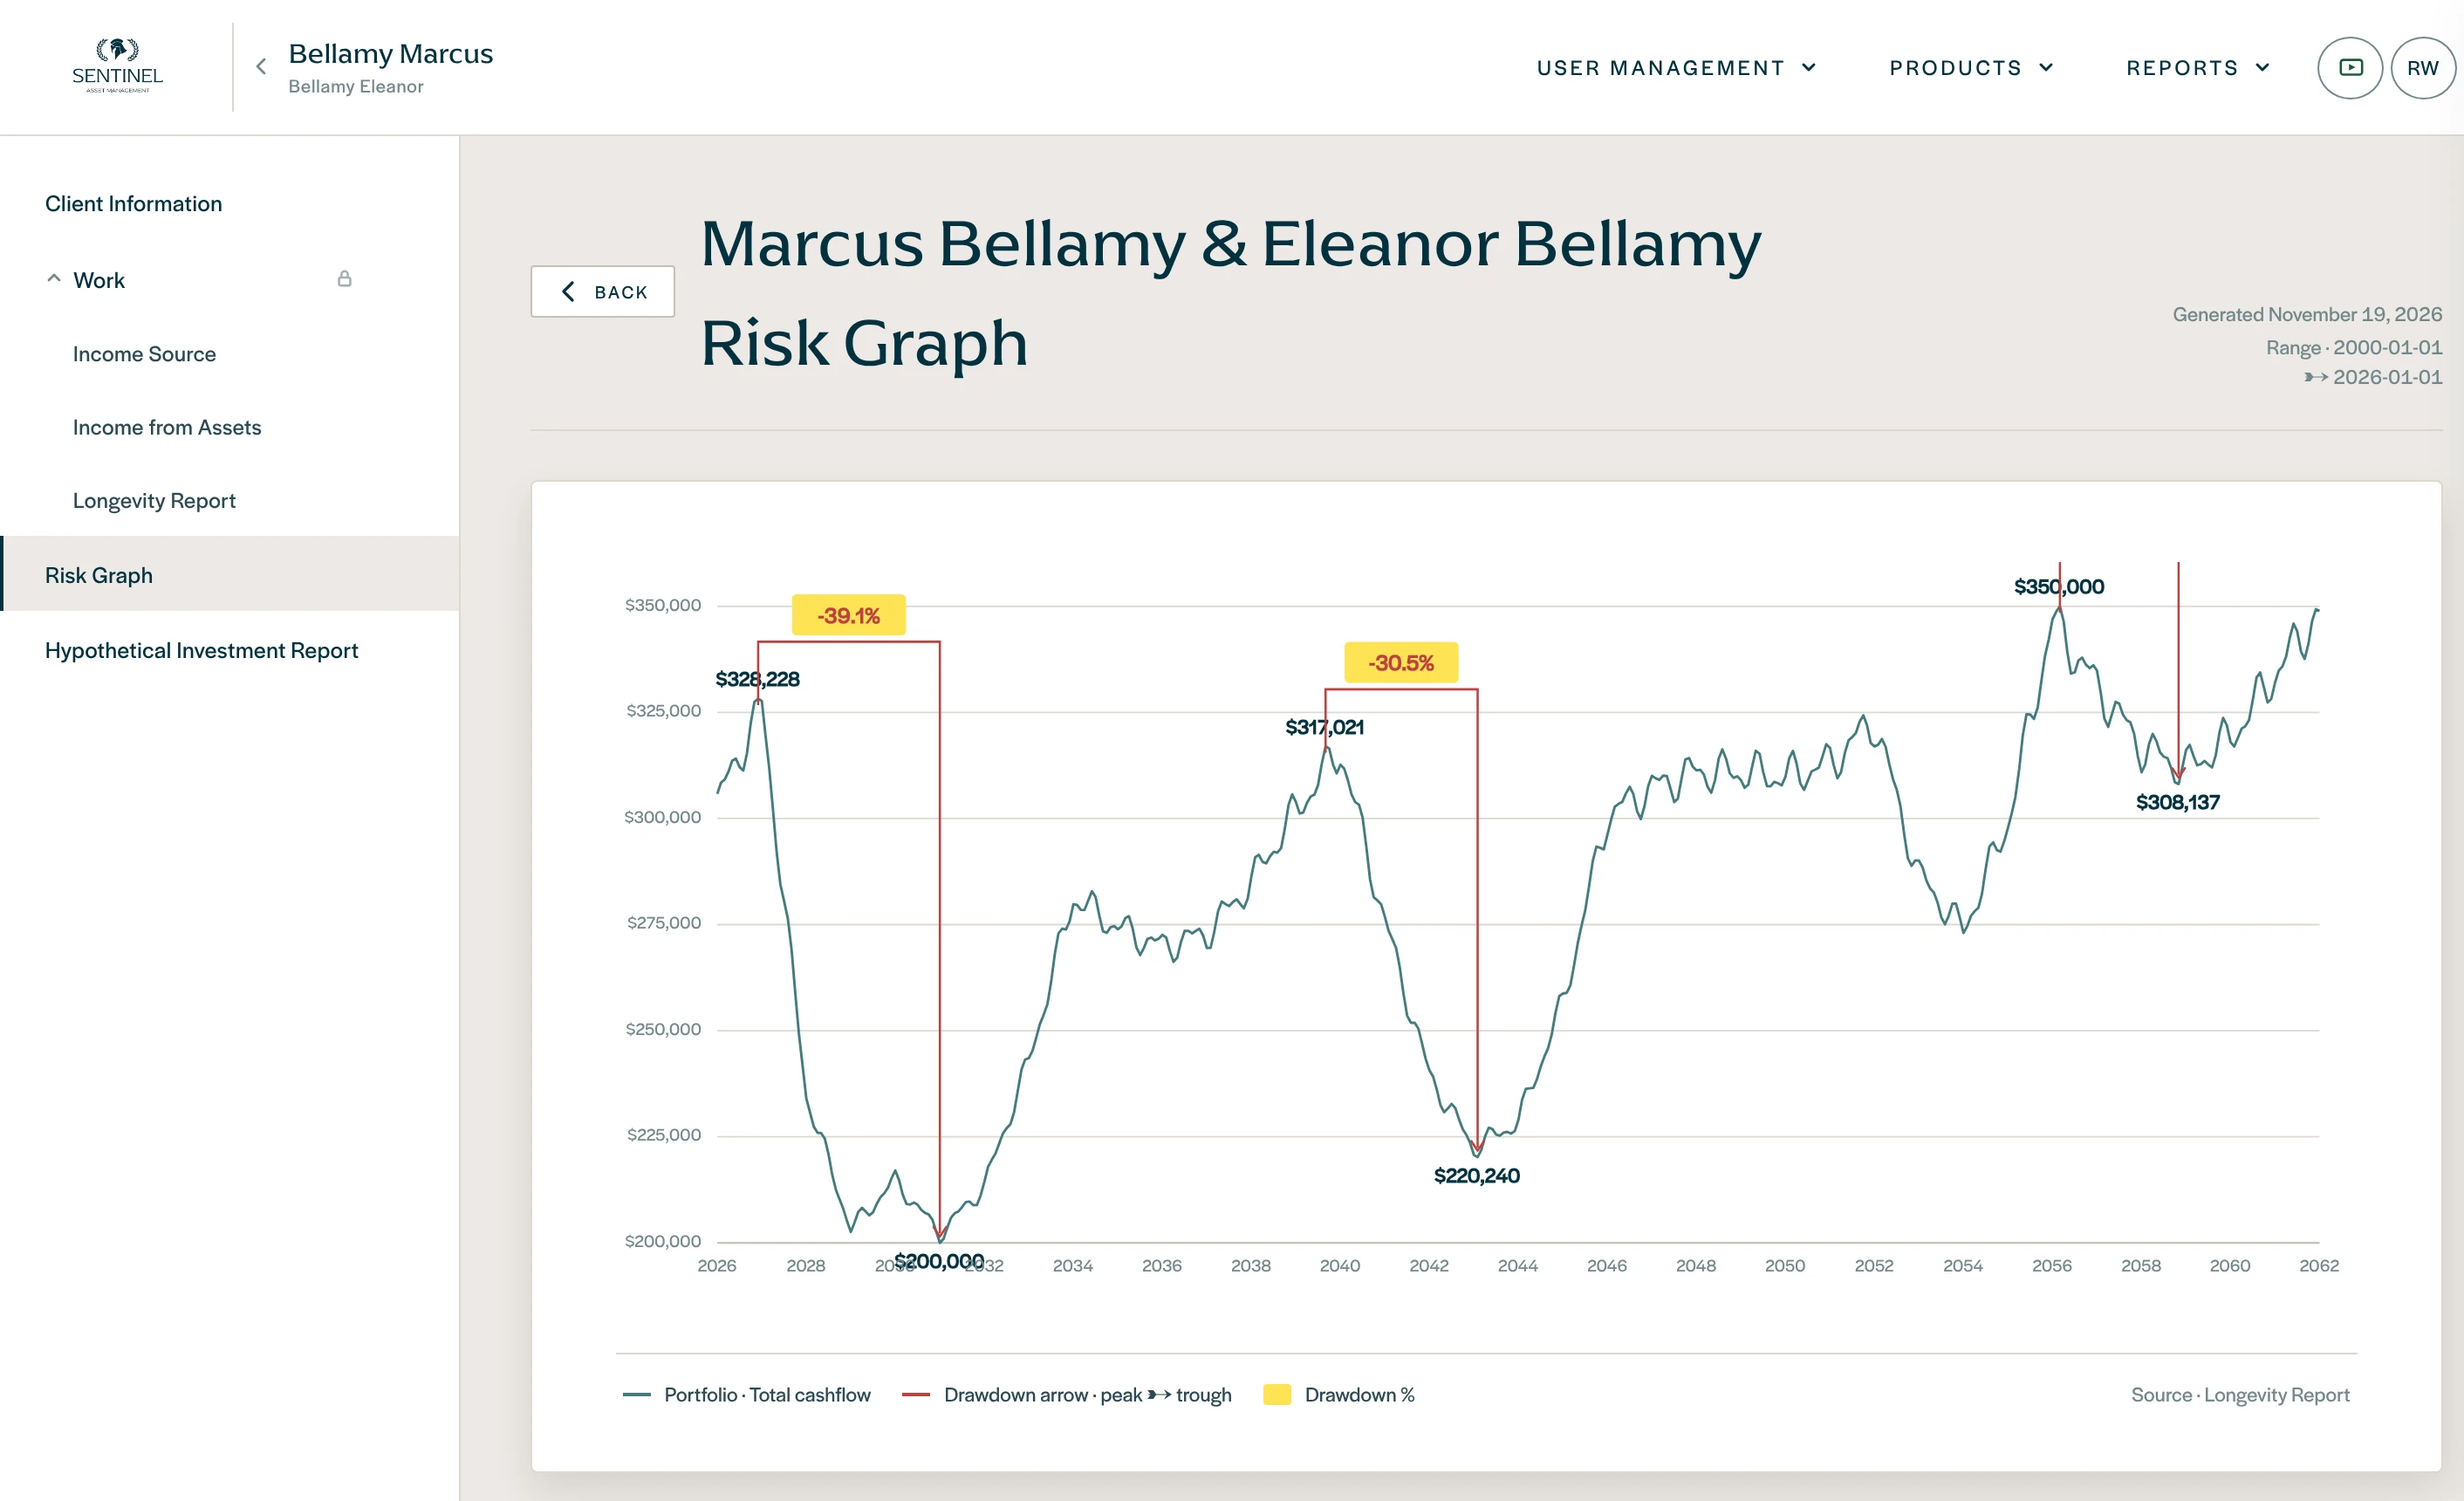 SENTINEL
ASSET MANAGEMENT
Bellamy Marcus
Bellamy Eleanor
USER MANAGEMENT
PRODUCTS
REPORTS
RW
Client Information
Work
Income Source
Income from Assets
Longevity Report
Risk Graph
Hypothetical Investment Report
BACK
Marcus Bellamy & Eleanor Bellamy
Risk Graph
Generated November 19, 2026
Range · 2000-01-01
➳ 2026-01-01
$350,000
$325,000
$300,000
$275,000
$250,000
$225,000
$200,000
-39.1%
$328,228
$200,000
-30.5%
$317,021
$220,240
$350,000
$308,137
2026 2028 2030 2032 2034 2036 2038 2040 2042 2044 2046 2048 2050 2052 2054 2056 2058 2060 2062
Portfolio · Total cashflow
Drawdown arrow · peak ➳ trough
Drawdown %
Source · Longevity Report